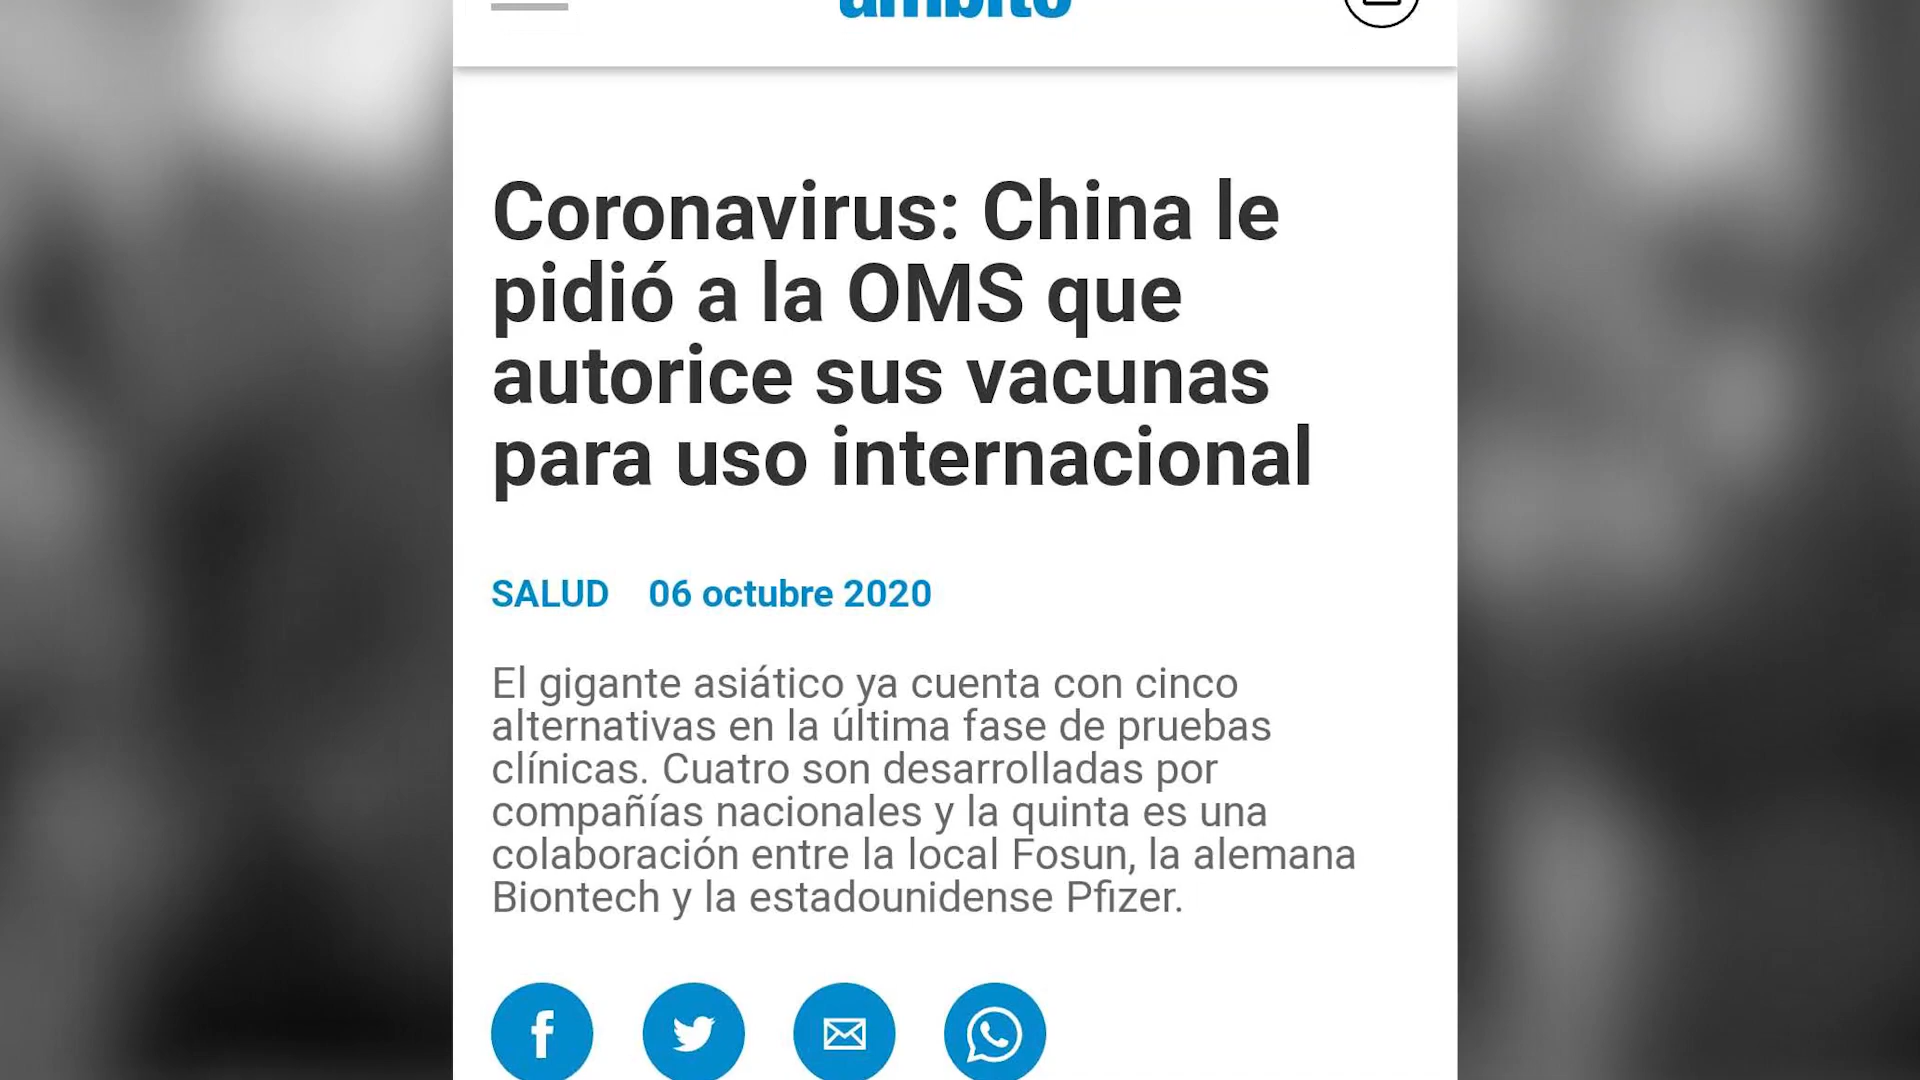 ámbito
Coronavirus: China le
pidió a la OMS que
autorice sus vacunas
para uso internacional
SALUD 06 octubre 2020
El gigante asiático ya cuenta con cinco
alternativas en la última fase de pruebas
clínicas. Cuatro son desarrolladas por
compañías nacionales y la quinta es una
colaboración entre la local Fosun, la alemana
Biontech y la estadounidense Pfizer.